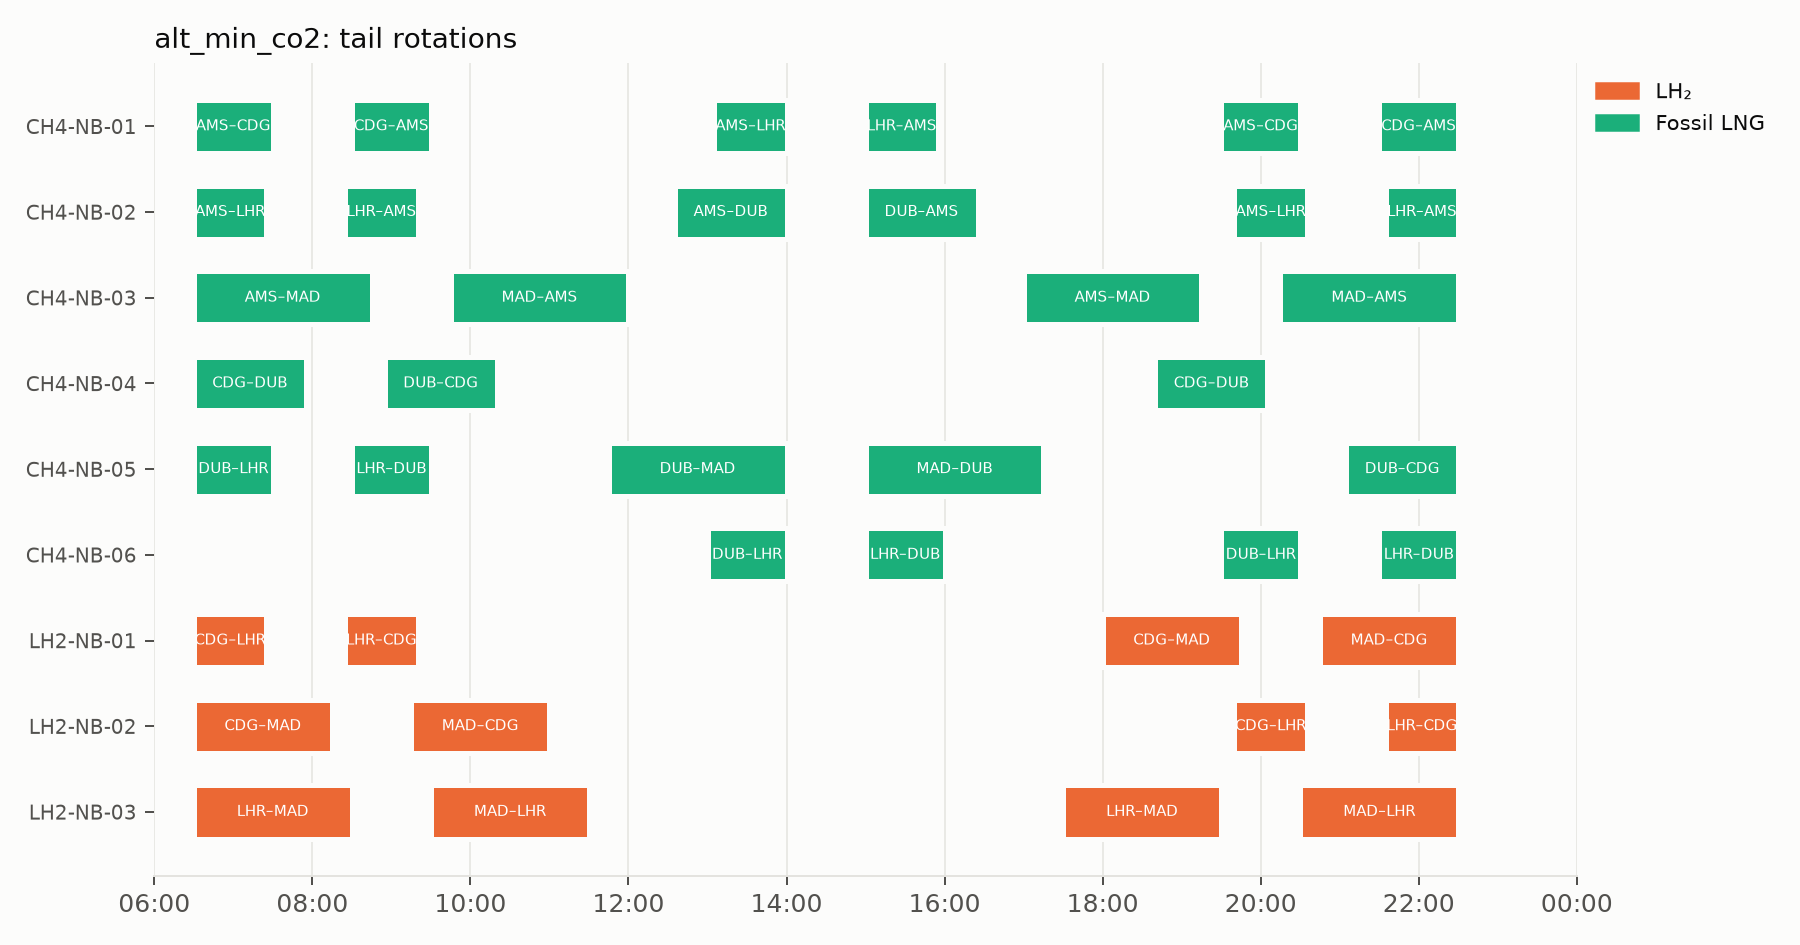 alt_min_co2: tail rotations
LH₂
Fossil LNG
CH4-NB-01 AMS–CDG CDG–AMS AMS–LHR LHR–AMS AMS–CDG CDG–AMS
CH4-NB-02 AMS–LHR LHR–AMS AMS–DUB DUB–AMS AMS–LHR LHR–AMS
CH4-NB-03 AMS–MAD MAD–AMS AMS–MAD MAD–AMS
CH4-NB-04 CDG–DUB DUB–CDG CDG–DUB
CH4-NB-05 DUB–LHR LHR–DUB DUB–MAD MAD–DUB DUB–CDG
CH4-NB-06 DUB–LHR LHR–DUB DUB–LHR LHR–DUB
LH2-NB-01 CDG–LHR LHR–CDG CDG–MAD MAD–CDG
LH2-NB-02 CDG–MAD MAD–CDG CDG–LHR LHR–CDG
LH2-NB-03 LHR–MAD MAD–LHR LHR–MAD MAD–LHR
06:00 08:00 10:00 12:00 14:00 16:00 18:00 20:00 22:00 00:00